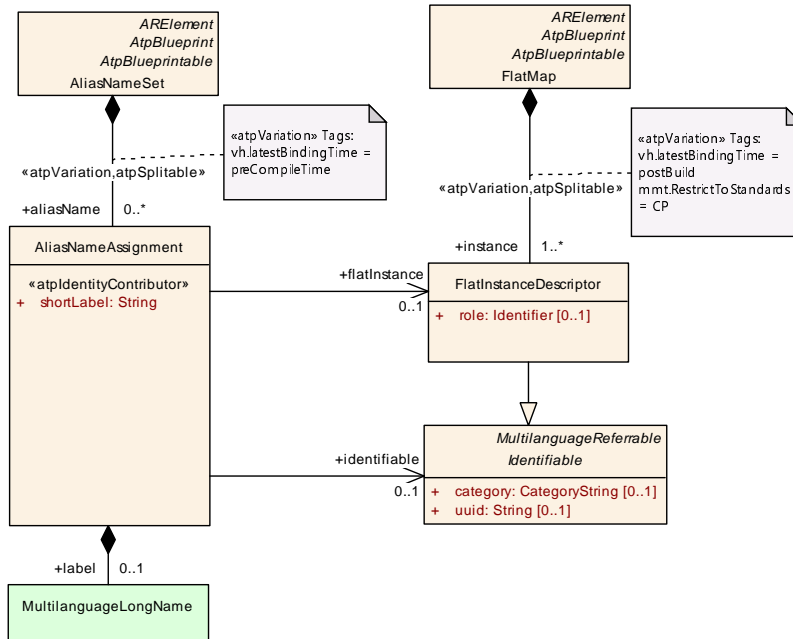 ARElement
AtpBlueprint
AtpBlueprintable
AliasNameSet
ARElement
AtpBlueprint
AtpBlueprintable
FlatMap
«atpVariation» Tags:
vh.latestBindingTime =
preCompileTime
«atpVariation» Tags:
vh.latestBindingTime =
postBuild
mmt.RestrictToStandards
= CP
«atpVariation,atpSplitable»
+aliasName 0..*
«atpVariation,atpSplitable»
+instance 1..*
AliasNameAssignment
«atpIdentityContributor»
+ shortLabel: String
+flatInstance
0..1
FlatInstanceDescriptor
+ role: Identifier [0..1]
+identifiable
0..1
MultilanguageReferrable
Identifiable
+ category: CategoryString [0..1]
+ uuid: String [0..1]
+label 0..1
MultilanguageLongName